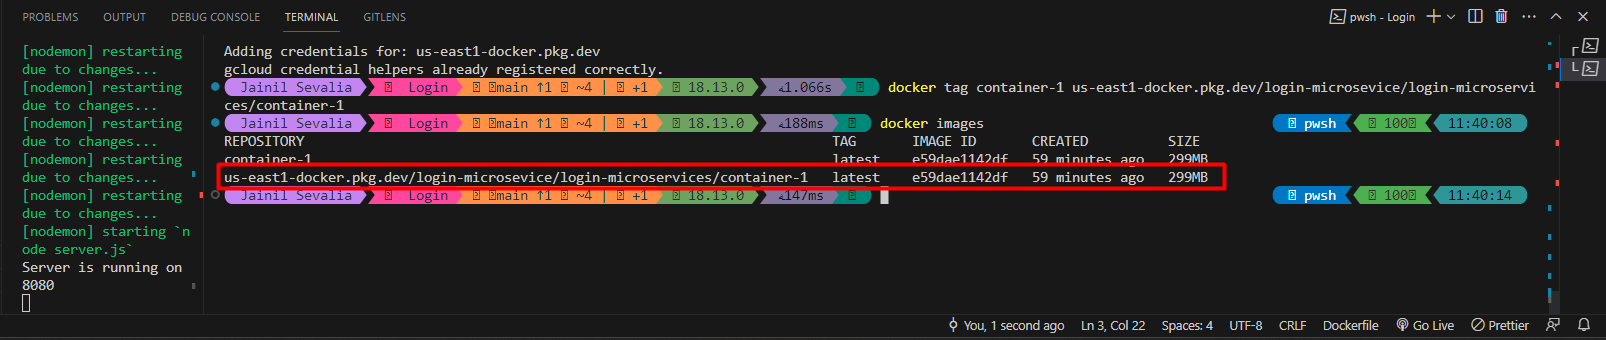 PROBLEMS OUTPUT DEBUG CONSOLE TERMINAL GITLENS
pwsh - Login
[nodemon] restarting
due to changes...
[nodemon] restarting
due to changes...
[nodemon] restarting
due to changes...
[nodemon] restarting
due to changes...
[nodemon] restarting
due to changes...
[nodemon] starting `n
ode server.js`
Server is running on
8080
Adding credentials for: us-east1-docker.pkg.dev
gcloud credential helpers already registered correctly.
Jainil Sevalia Login main ↑1 ~4 | +1 18.13.0 1.066s docker tag container-1 us-east1-docker.pkg.dev/login-microsevice/login-microservi
ces/container-1
Jainil Sevalia Login main ↑1 ~4 | +1 18.13.0 188ms docker images pwsh 100 11:40:08
REPOSITORY TAG IMAGE ID CREATED SIZE
container-1 latest e59dae1142df 59 minutes ago 299MB
us-east1-docker.pkg.dev/login-microsevice/login-microservices/container-1 latest e59dae1142df 59 minutes ago 299MB
Jainil Sevalia Login main ↑1 ~4 | +1 18.13.0 147ms pwsh 100 11:40:14
You, 1 second ago Ln 3, Col 22 Spaces: 4 UTF-8 CRLF Dockerfile Go Live Prettier